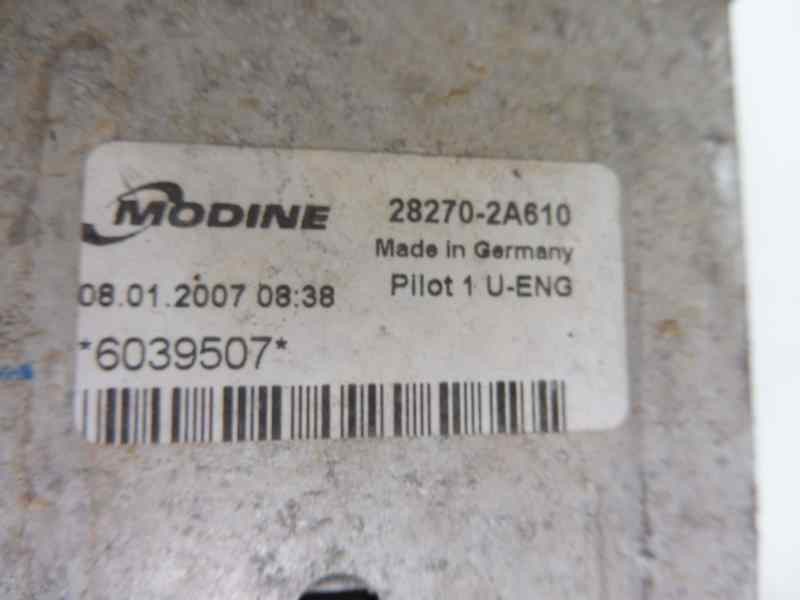 MODINE
28270-2A610
Made in Germany
08.01.2007 08:38
Pilot 1 U-ENG
*6039507*